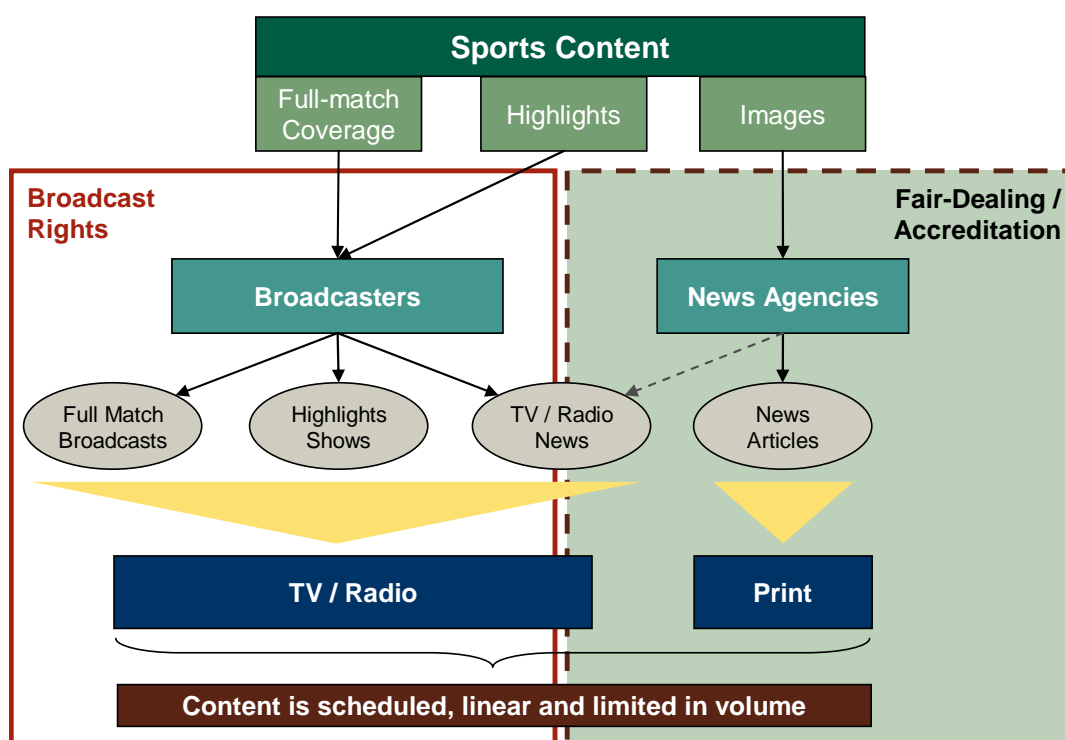 Sports Content
Full-match
Coverage
Highlights
Images
Broadcast
Rights
Fair-Dealing /
Accreditation
Broadcasters
News Agencies
Full Match
Broadcasts
Highlights
Shows
TV / Radio
News
News
Articles
TV / Radio
Print
Content is scheduled, linear and limited in volume